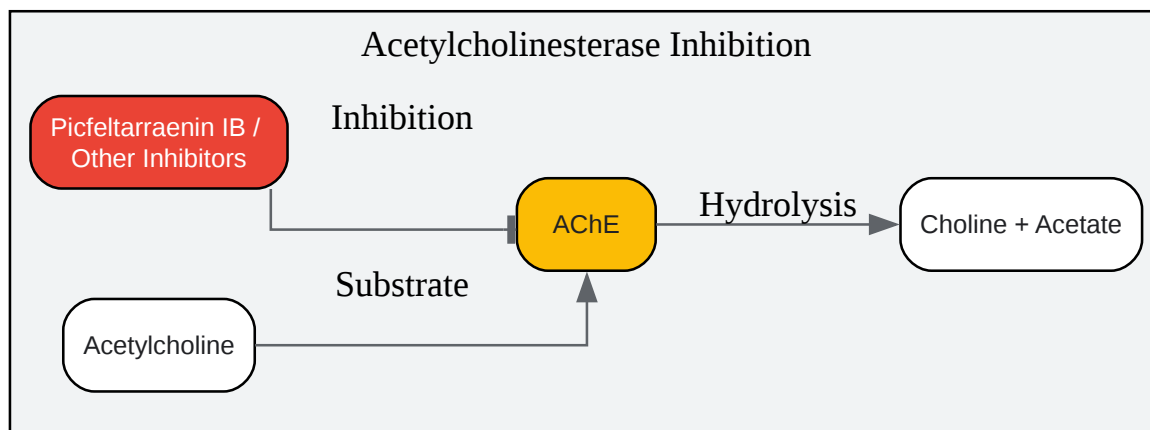 Acetylcholinesterase Inhibition
Picfeltarraenin IB /
Other Inhibitors
Inhibition
AChE
Hydrolysis
Choline + Acetate
Substrate
Acetylcholine